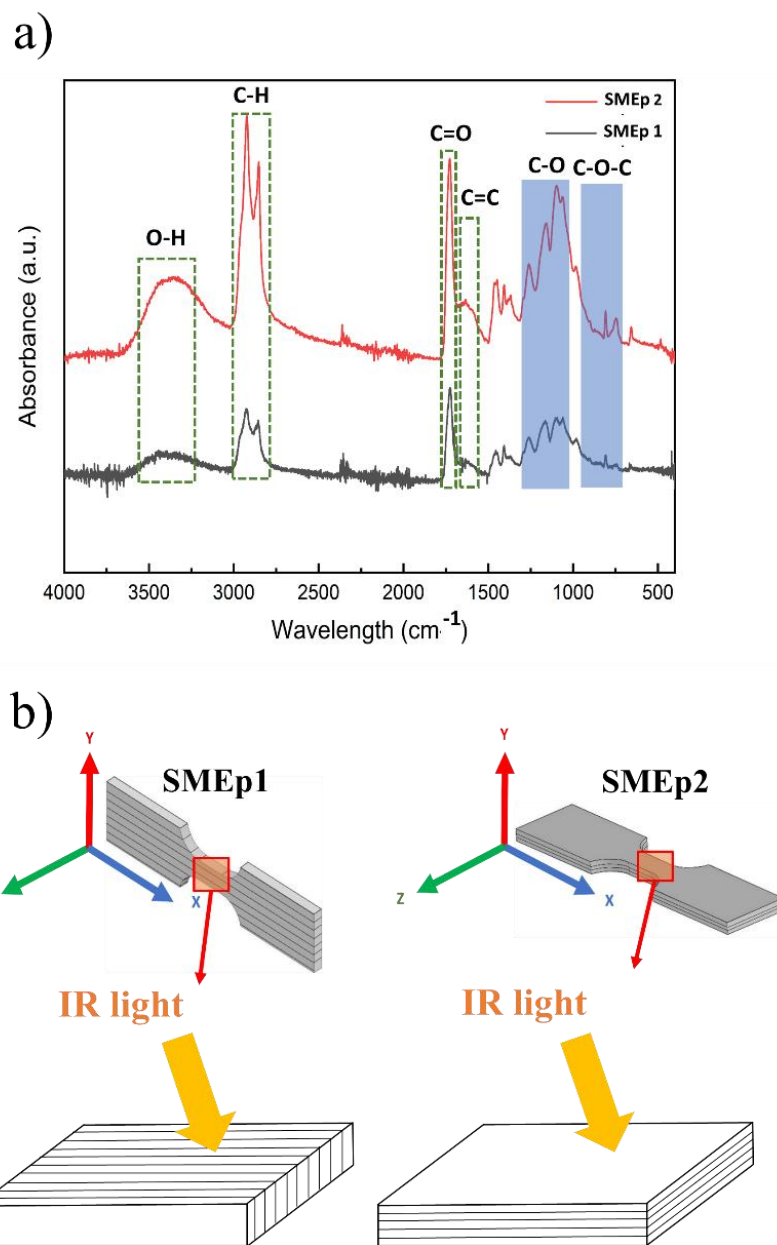 a)
C-H
SMEp 2
SMEp 1
C=O
C-O C-O-C
C=C
O-H
Absorbance (a.u.)
4000 3500 3000 2500 2000 1500 1000 500
Wavelength (cm-1)
b)
Y
SMEp1
X
Y
SMEp2
Z
X
IR light
IR light